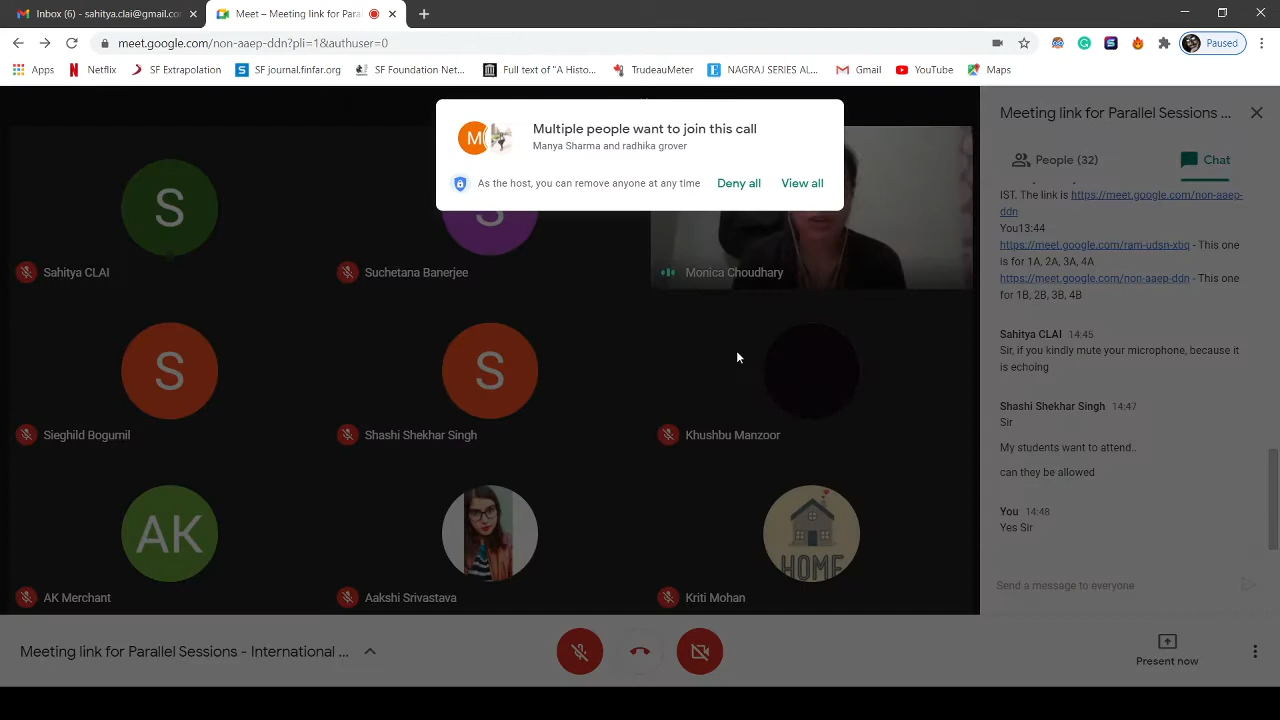 Inbox (6) - sahitya.clai@gmail.co
Meet – Meeting link for Para
meet.google.com/non-aaep-ddn?pli=1&authuser=0
Paused
Apps
Netflix
SF Extrapolation
SF journal.finfar.org
SF Foundation Net...
Full text of "A Histo...
TrudeauMeter
NAGRAJ SERIES AL...
Gmail
YouTube
Maps
Multiple people want to join this call
Manya Sharma and radhika grover
As the host, you can remove anyone at any time
Deny all
View all
M
S
Sahitya CLAI
S
Suchetana Banerjee
Monica Choudhary
S
Sieghild Bogumil
S
Shashi Shekhar Singh
Khushbu Manzoor
AK
AK Merchant
Aakshi Srivastava
HOME
Kriti Mohan
Meeting link for Parallel Sessions ...
People (32)
Chat
IST. The link is https://meet.google.com/non-aaep-
ddn
You13:44
https://meet.google.com/ram-udsn-xbq - This one
is for 1A, 2A, 3A, 4A
https://meet.google.com/non-aaep-ddn - This one
for 1B, 2B, 3B, 4B
Sahitya CLAI 14:45
Sir, if you kindly mute your microphone, because it
is echoing
Shashi Shekhar Singh 14:47
Sir
My students want to attend..
can they be allowed
You 14:48
Yes Sir
Send a message to everyone
Meeting link for Parallel Sessions - International ...
Present now